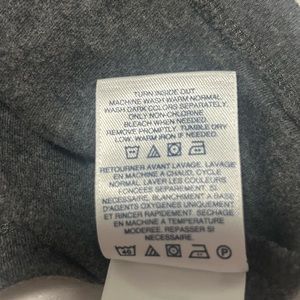 TURN INSIDE OUT
MACHINE WASH WARM NORMAL
WASH DARK COLORS SEPARATELY,
ONLY NON-CHLORINE
BLEACH WHEN NEEDED.
REMOVE PROMPTLY. TUMBLE DRY
LOW. WARM IRON IF NEEDED.
RETOURNER AVANT LAVAGE. LAVAGE
EN MACHINE A CHAUD, CYCLE
NORMAL. LAVER LES COULEURS
FONCEES SEPAREMENT. SI
NECESSAIRE, BLANCHIMENT A BASE
D'AGENTS OXYGENES UNIQUEMENT
ET RINCER RAPIDEMENT. SECHAGE
EN MACHINE A TEMPERATURE
MODEREE. REPASSER SI
NECESSAIRE.
40
P